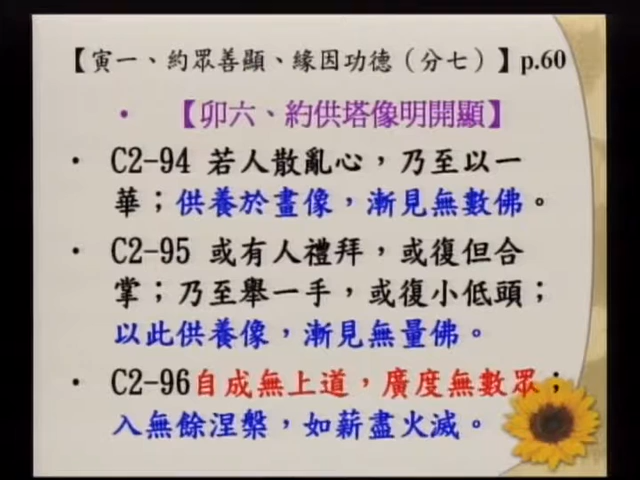 【寅一、約眾善顯、緣因功德（分七）】p.60
• 【卯六、約供塔像明開顯】
• C2-94 若人散亂心，乃至以一
華；供養於畫像，漸見無數佛。
• C2-95 或有人禮拜，或復但合
掌；乃至舉一手，或復小低頭；
以此供養像，漸見無量佛。
• C2-96自成無上道，廣度無數眾；
入無餘涅槃，如薪盡火滅。